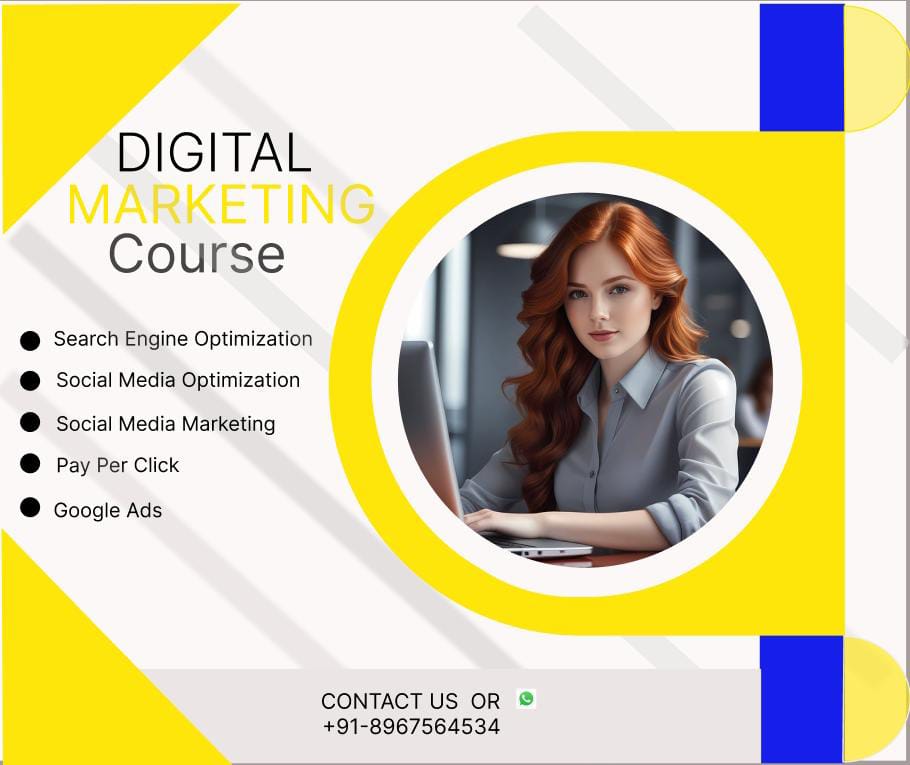 DIGITAL
MARKETING
Course
Search Engine Optimization
Social Media Optimization
Social Media Marketing
Pay Per Click
Google Ads
CONTACT US OR
+91-8967564534